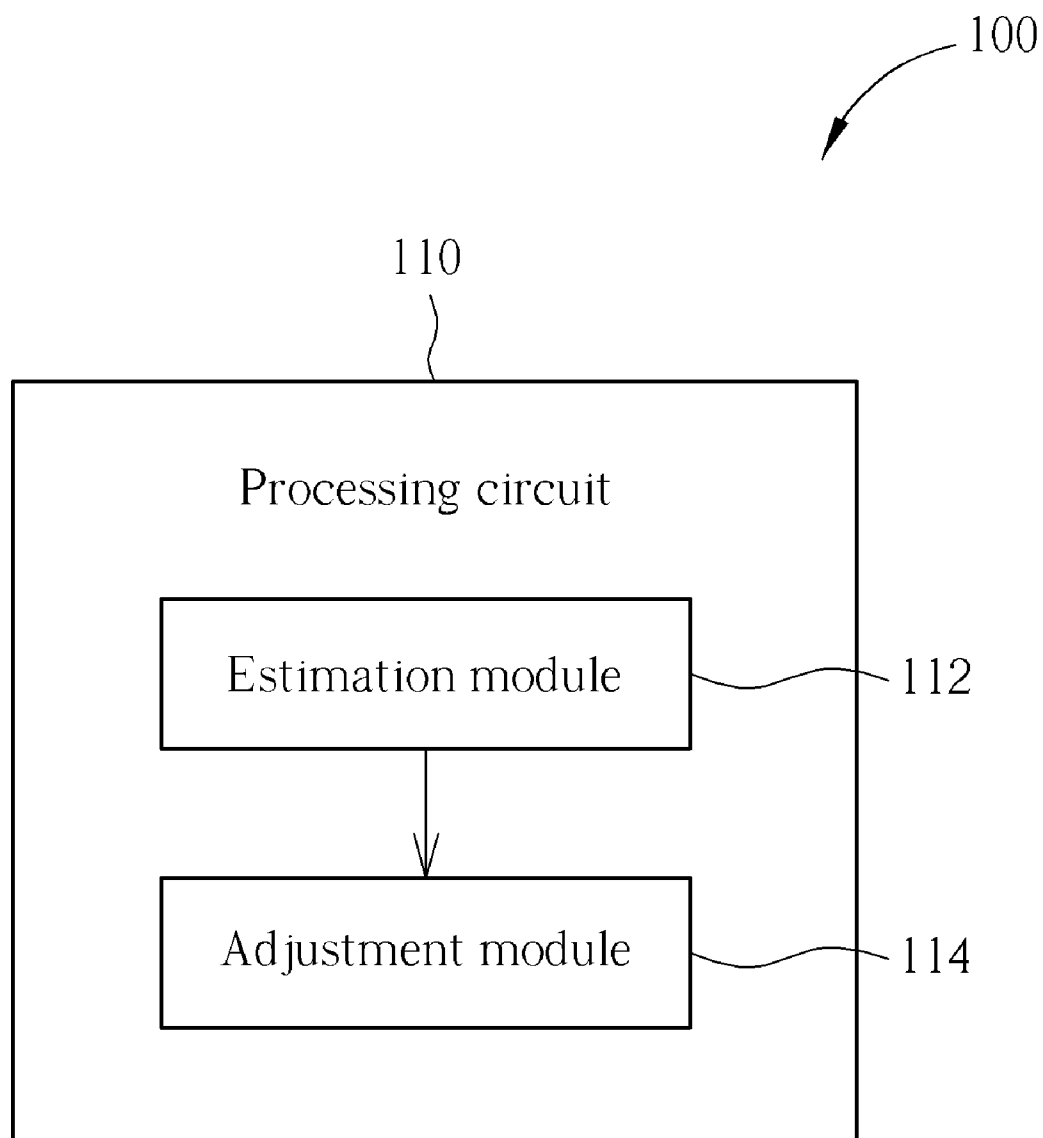 100
110
Processing circuit
Estimation module
112
Adjustment module
114